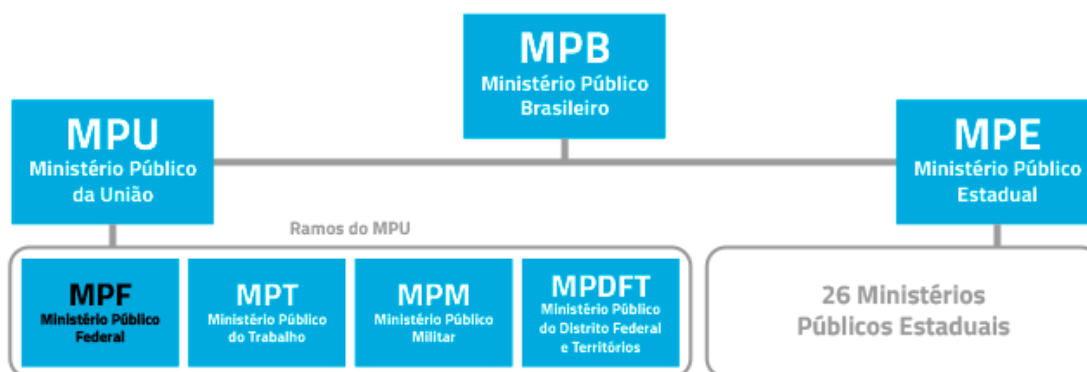 MPB
Ministério Público
Brasileiro
MPU
Ministério Público
da União
MPE
Ministério Público
Estadual
Ramos do MPU
MPF
Ministério Público
Federal
MPT
Ministério Público
do Trabalho
MPM
Ministério Público
Militar
MPDFT
Ministério Público
do Distrito Federal
e Territórios
26 Ministérios
Públicos Estaduais